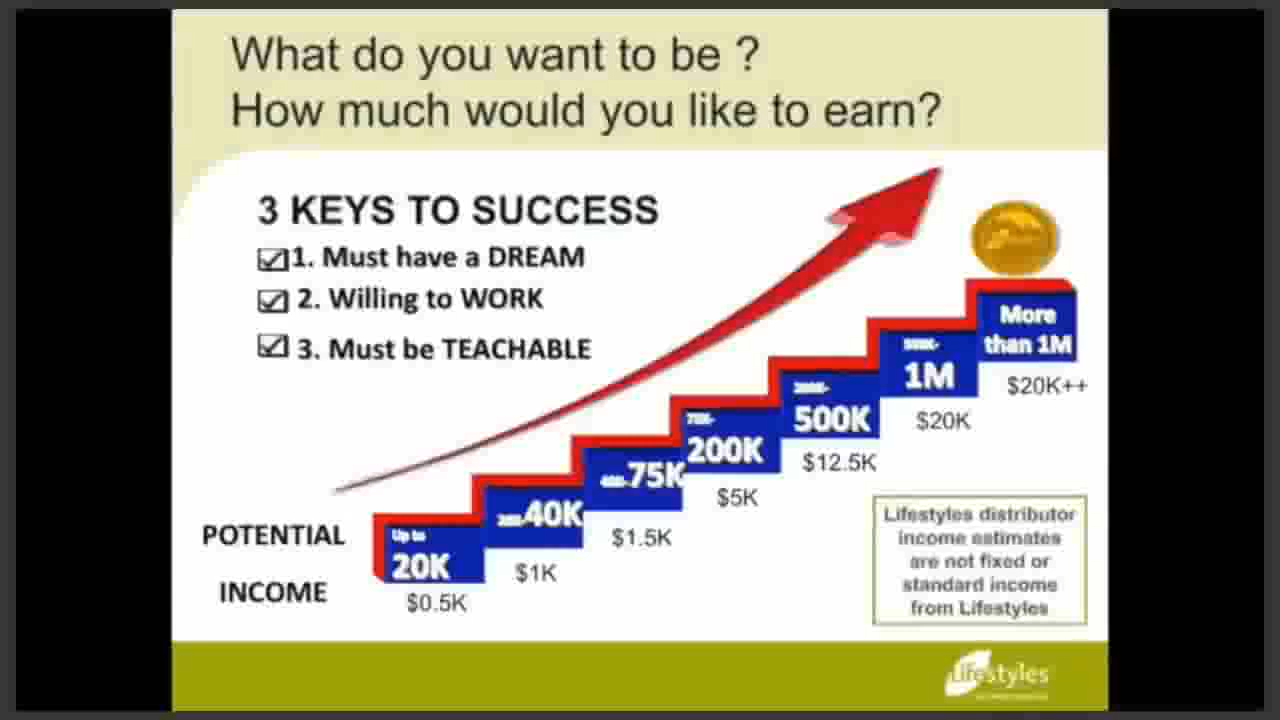 What do you want to be ?
How much would you like to earn?
3 KEYS TO SUCCESS
1. Must have a DREAM
2. Willing to WORK
3. Must be TEACHABLE
POTENTIAL
INCOME
Up to
20K
$0.5K
40K
$1K
75K
$1.5K
200K
$5K
500K
$12.5K
1M
$20K
More
than 1M
$20K++
Lifestyles distributor
income estimates
are not fixed or
standard income
from Lifestyles
Lifestyles